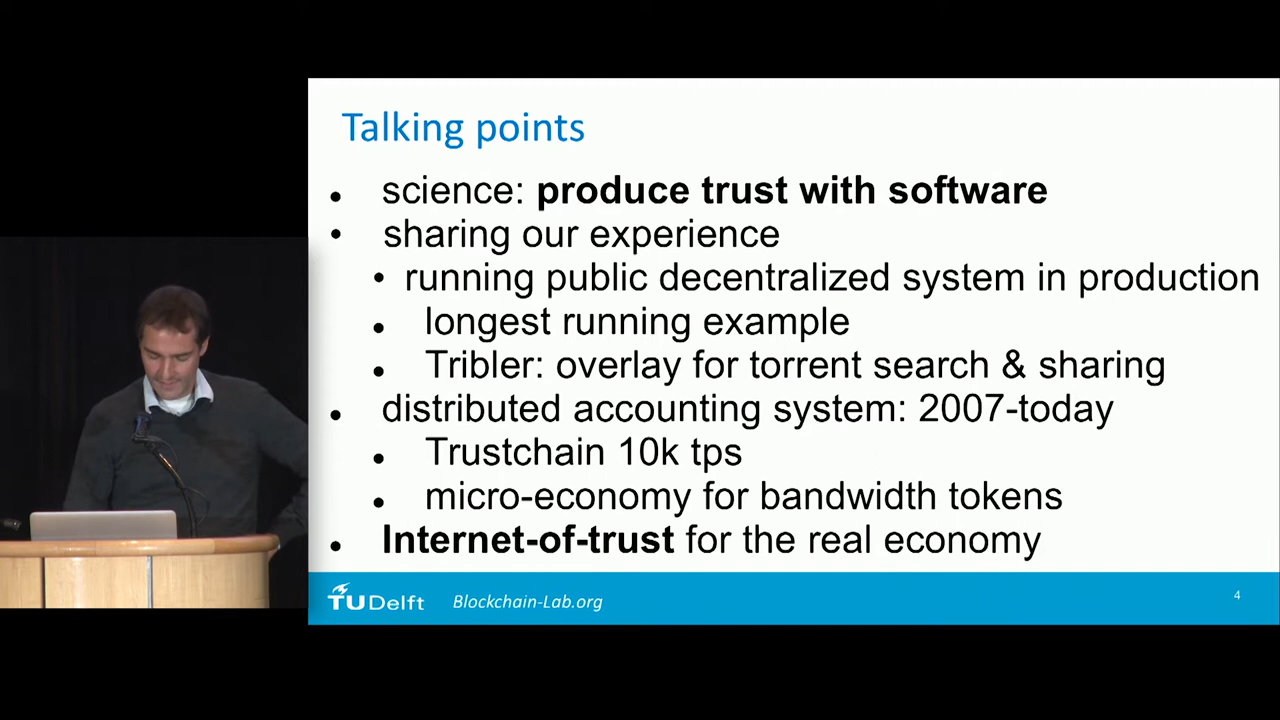 Talking points
• science: produce trust with software
• sharing our experience
• running public decentralized system in production
• longest running example
• Tribler: overlay for torrent search & sharing
• distributed accounting system: 2007-today
• Trustchain 10k tps
• micro-economy for bandwidth tokens
• Internet-of-trust for the real economy
TUDelft Blockchain-Lab.org 4